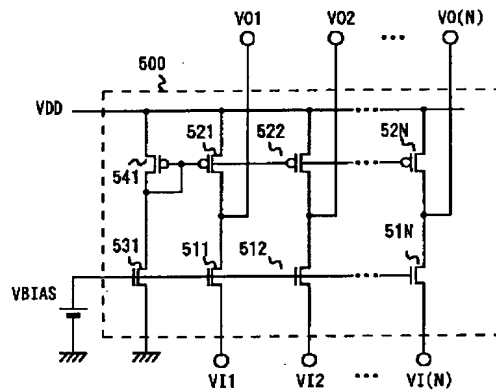 VO1 VO2 ... VO(N)
500
VDD
521 522 52N
541
531 511 512 51N
VBIAS
VI1 VI2 ... VI(N)